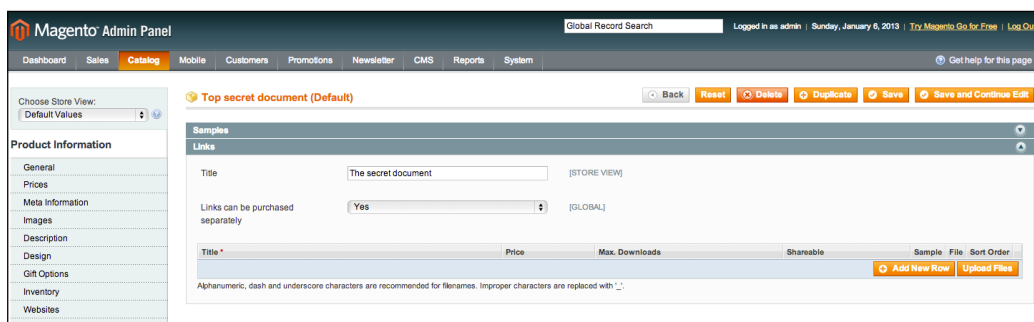 Magento Admin Panel
Global Record Search
Logged in as admin | Sunday, January 6, 2013 | Try Magento Go for Free | Log Ou
Dashboard Sales Catalog Mobile Customers Promotions Newsletter CMS Reports System Get help for this page
Choose Store View:
Default Values
Product Information
General
Prices
Meta Information
Images
Description
Design
Gift Options
Inventory
Websites
Top secret document (Default)
Back Reset Delete Duplicate Save Save and Continue Edit
Samples
Links
Title The secret document [STORE VIEW]
Links can be purchased Yes [GLOBAL]
separately
Title * Price Max. Downloads Shareable Sample File Sort Order
Add New Row Upload Files
Alphanumeric, dash and underscore characters are recommended for filenames. Improper characters are replaced with '_'.